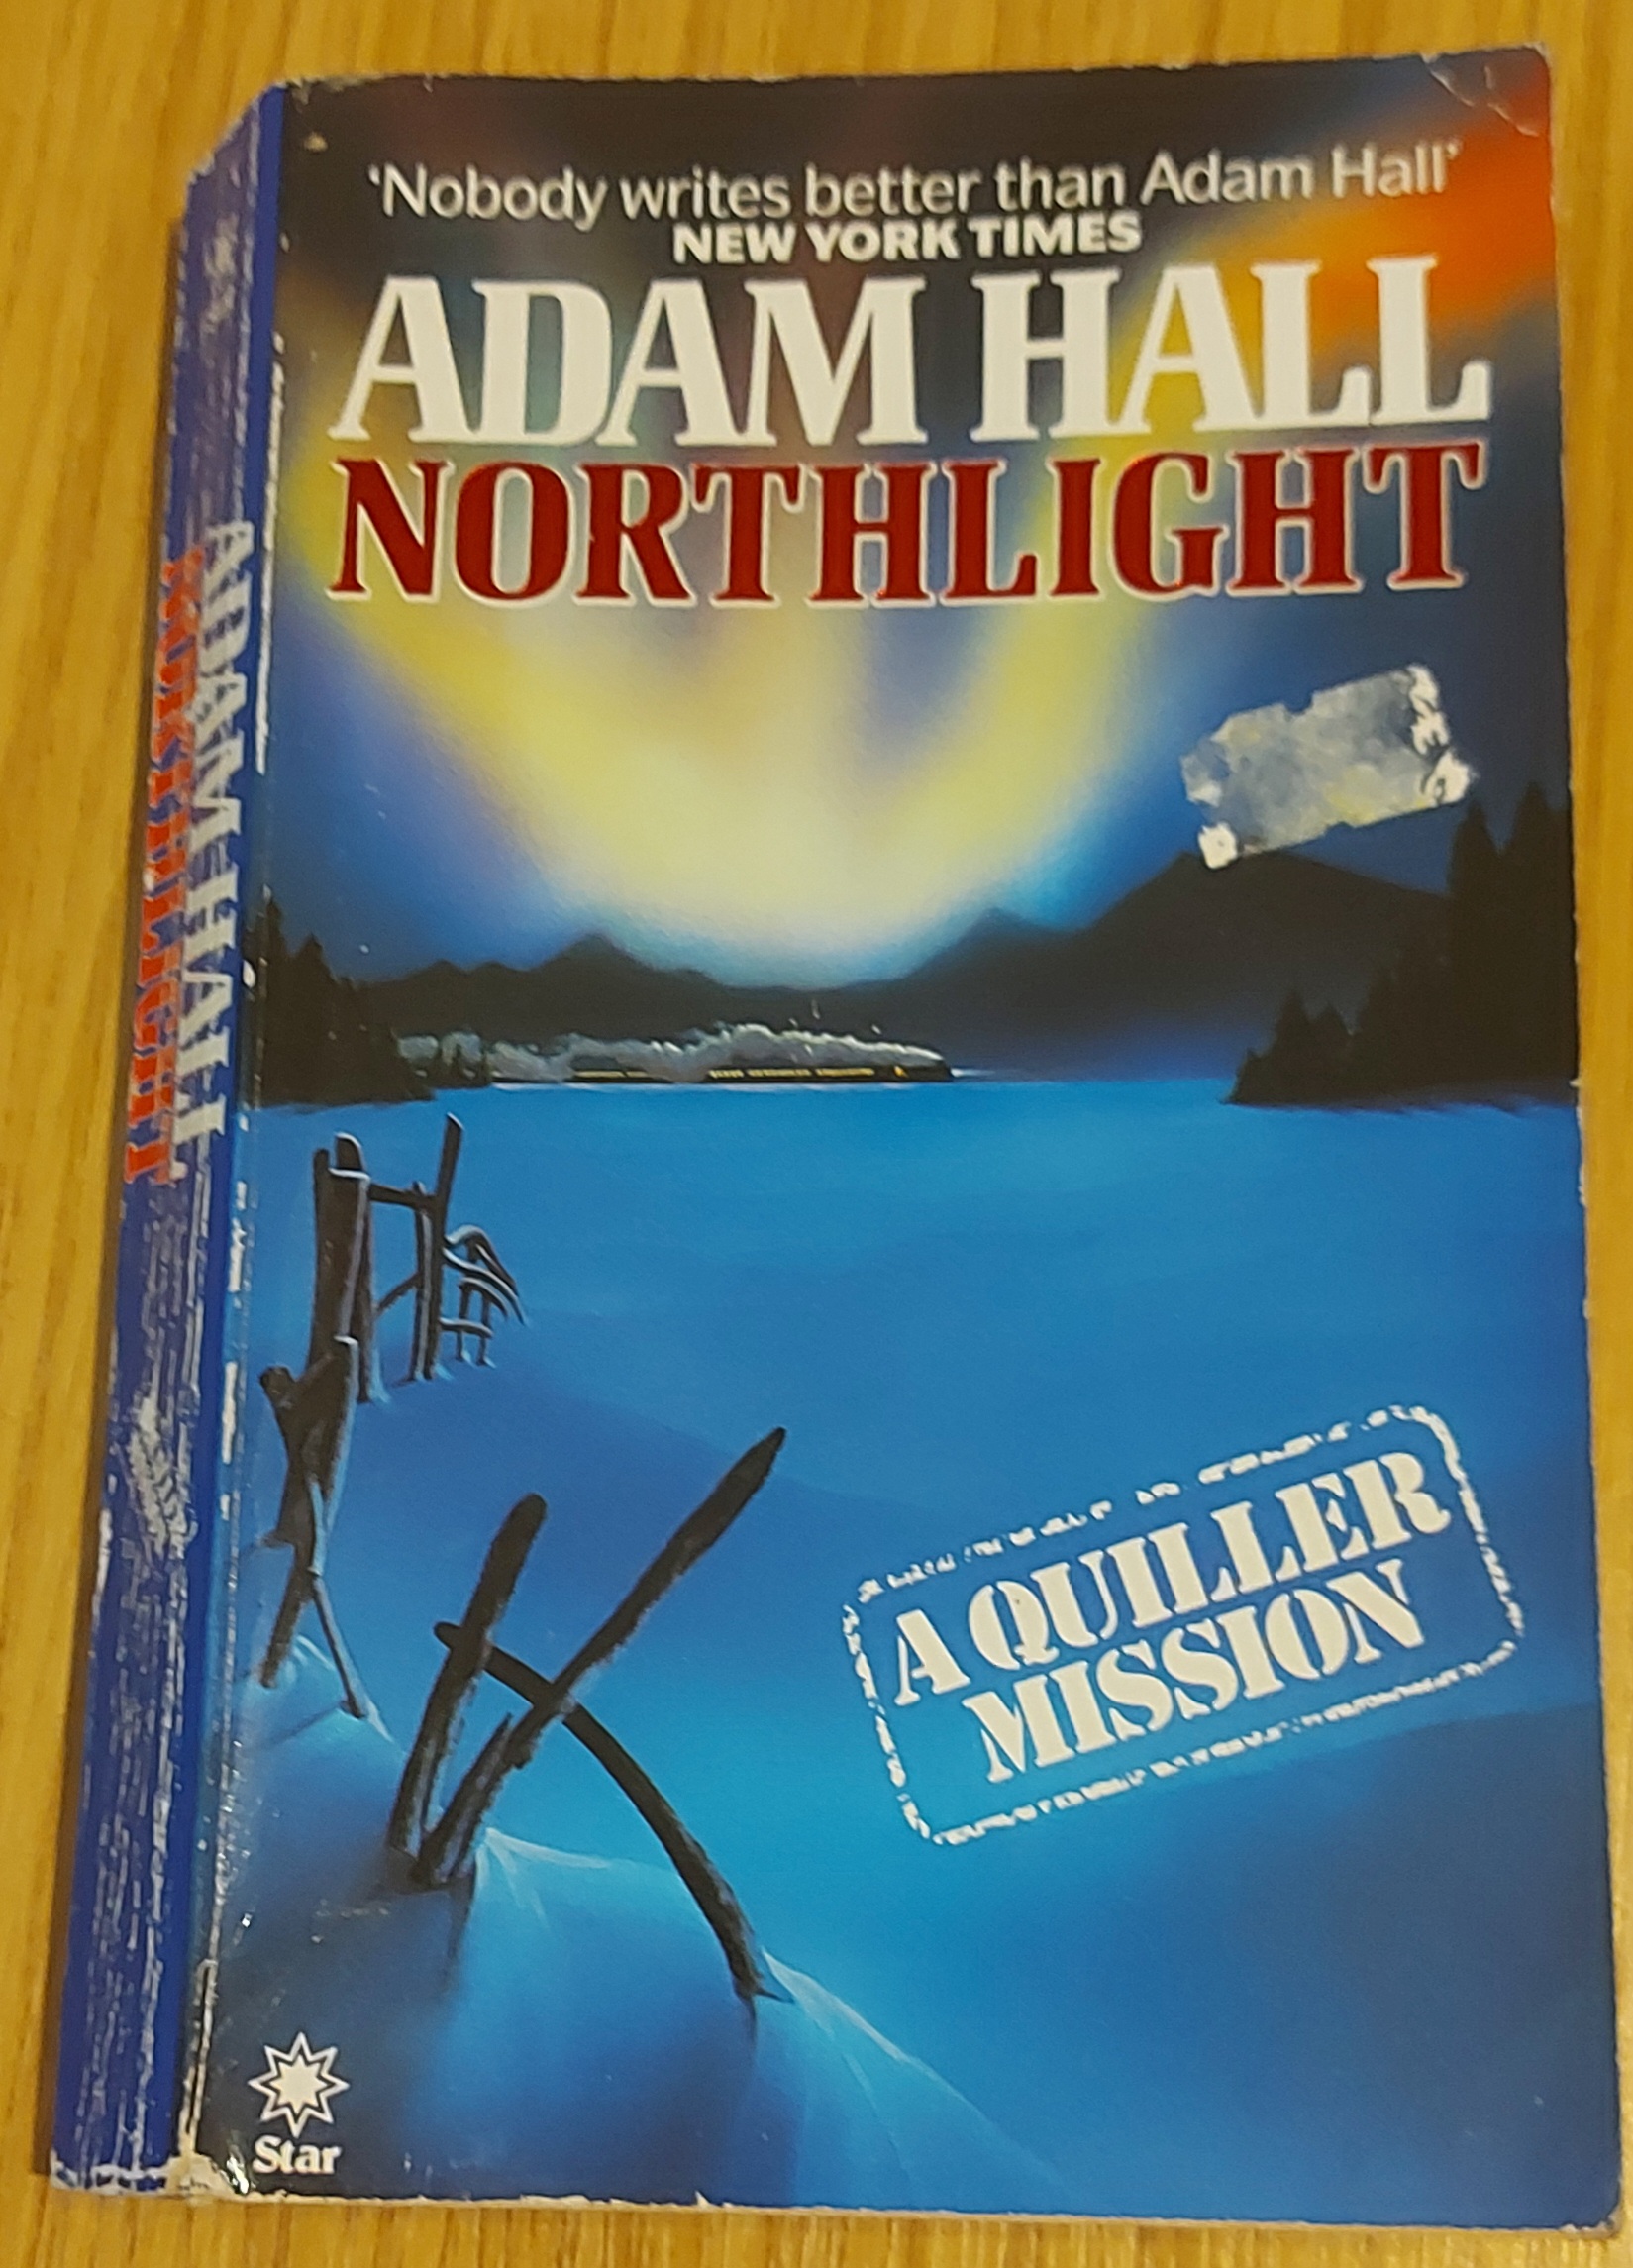 'Nobody writes better than Adam Hall'
NEW YORK TIMES
ADAM HALL
NORTHLIGHT
A QUILLER
MISSION
Star
ADAM HALL
NORTHLIGHT